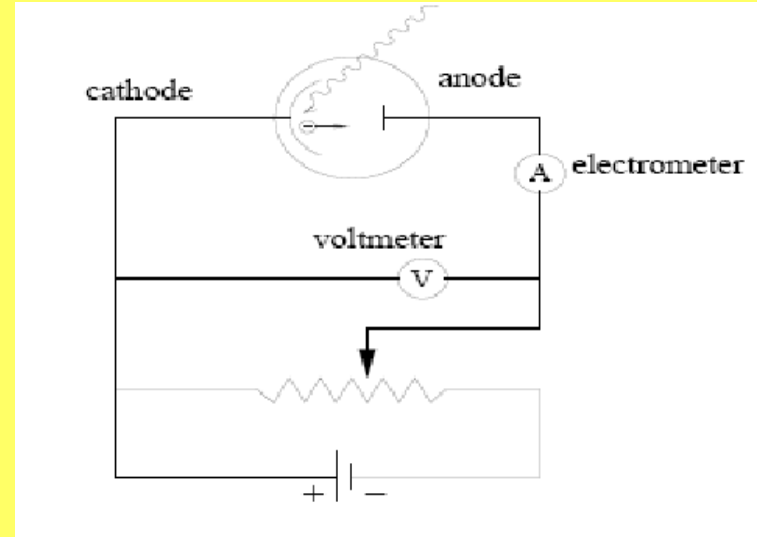 cathode
anode
A electrometer
voltmeter
V
+ −